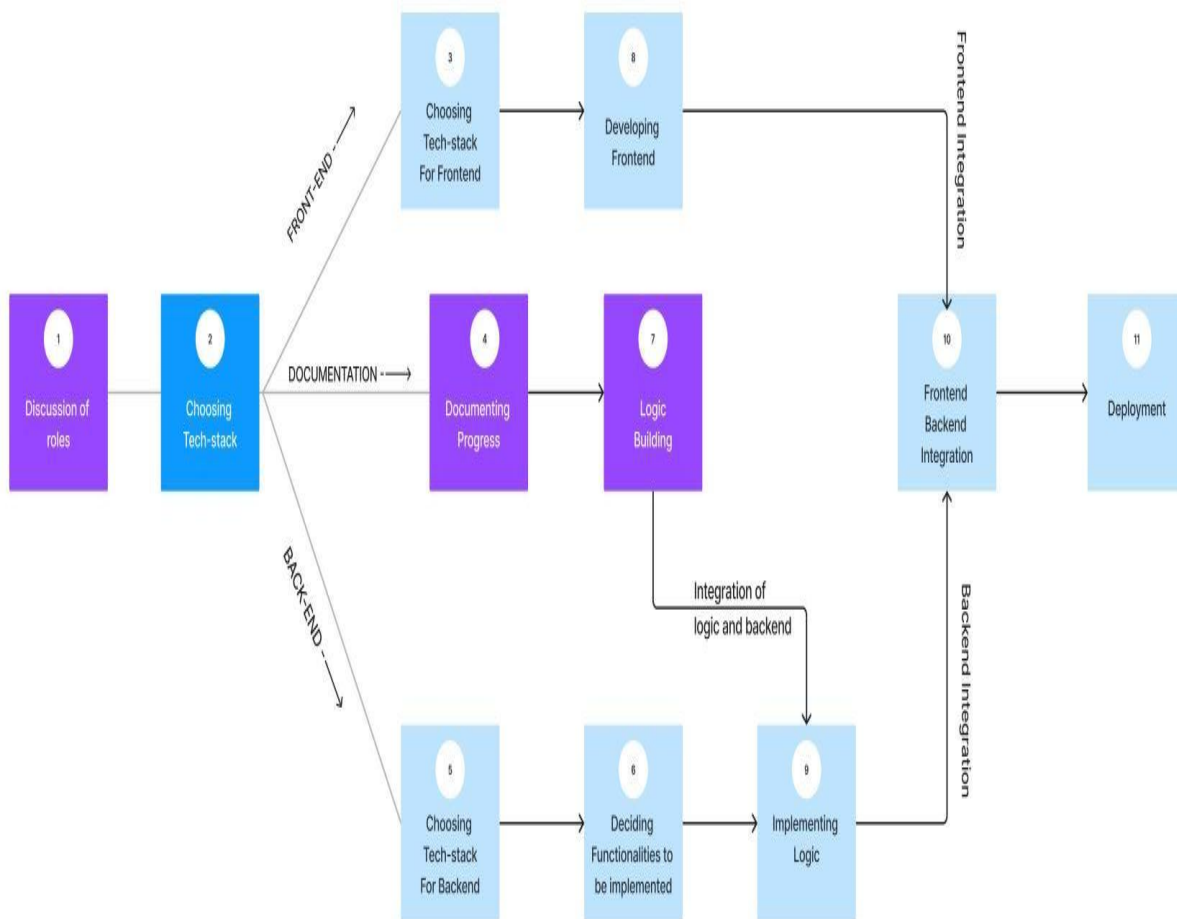 1
Discussion of
roles
2
Choosing
Tech-stack
FRONT-END - →
3
Choosing
Tech-stack
For Frontend
8
Developing
Frontend
Frontend Integration
DOCUMENTATION - →
4
Documenting
Progress
7
Logic
Building
Integration of
logic and backend
BACK-END - →
5
Choosing
Tech-stack
For Backend
6
Deciding
Functionalities to
be implemented
9
Implementing
Logic
Backend Integration
10
Frontend
Backend
Integration
11
Deployment